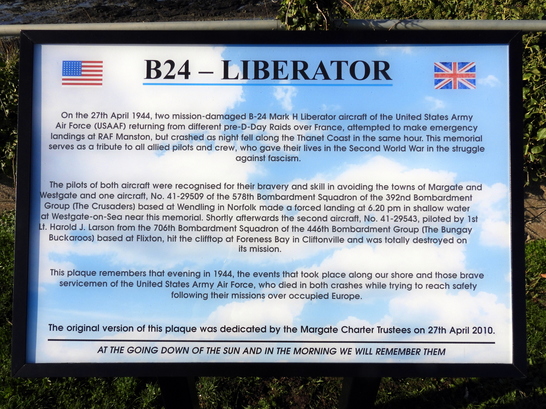 B24 – LIBERATOR
On the 27th April 1944, two mission-damaged B-24 Mark H Liberator aircraft of the United States Army
Air Force (USAAF) returning from different pre-D-Day Raids over France, attempted to make emergency
landings at RAF Manston, but crashed as night fell along the Thanet Coast in the same hour. This memorial
serves as a tribute to all allied pilots and crew, who gave their lives in the Second World War in the struggle
against fascism.
The pilots of both aircraft were recognised for their bravery and skill in avoiding the towns of Margate and
Westgate and one aircraft, No. 41-29509 of the 578th Bombardment Squadron of the 392nd Bombardment
Group (The Crusaders) based at Wendling in Norfolk made a forced landing at 6.20 pm in shallow water
at Westgate-on-Sea near this memorial. Shortly afterwards the second aircraft, No. 41-29543, piloted by 1st
Lt. Harold J. Larson from the 706th Bombardment Squadron of the 446th Bombardment Group (The Bungay
Buckaroos) based at Flixton, hit the clifftop at Foreness Bay in Cliftonville and was totally destroyed on
its mission.
This plaque remembers that evening in 1944, the events that took place along our shore and those brave
servicemen of the United States Army Air Force, who died in both crashes while trying to reach safety
following their missions over occupied Europe.
The original version of this plaque was dedicated by the Margate Charter Trustees on 27th April 2010.
AT THE GOING DOWN OF THE SUN AND IN THE MORNING WE WILL REMEMBER THEM